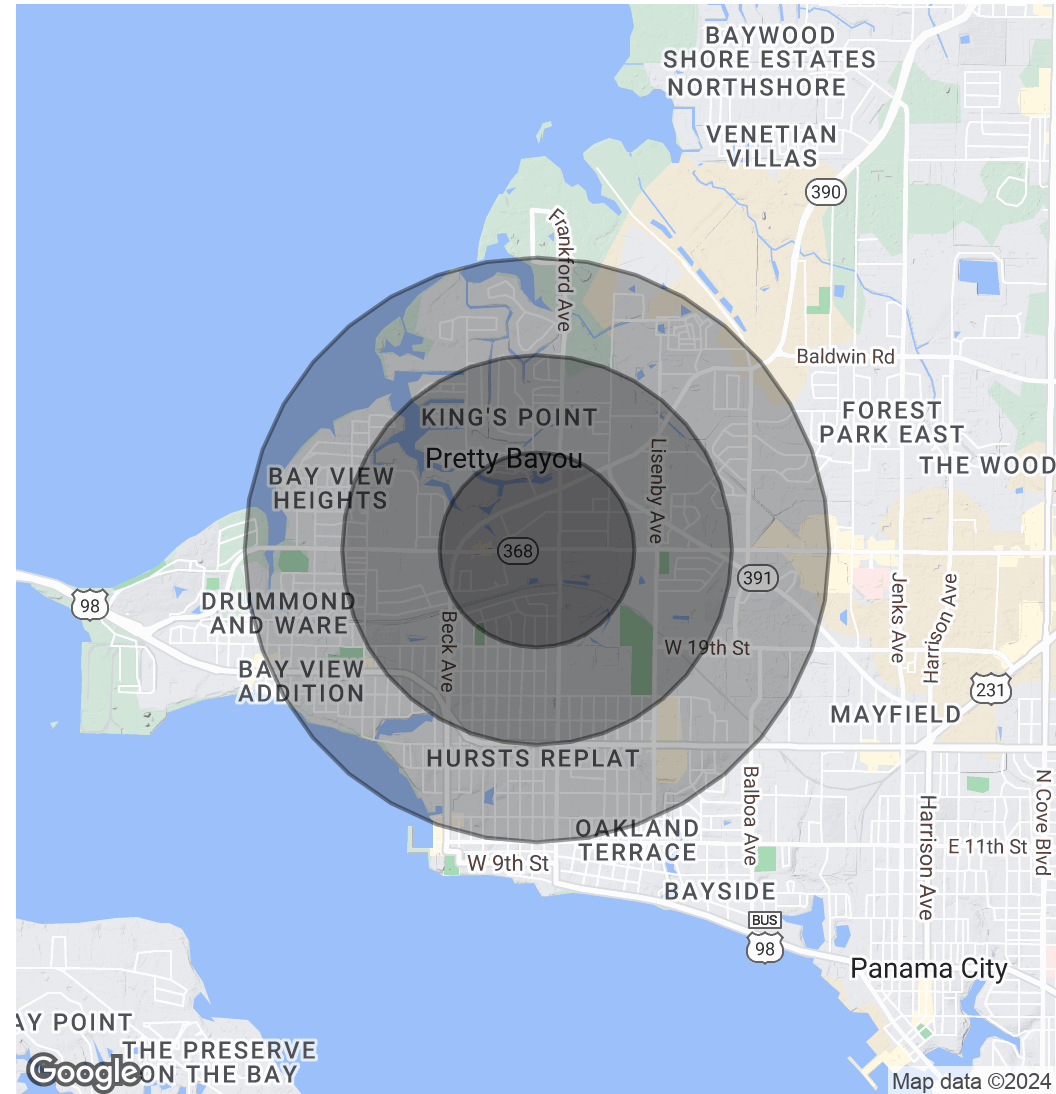 BAYWOOD
SHORE ESTATES
NORTHSHORE
VENETIAN
VILLAS
390
Frankford Ave
Baldwin Rd
KING'S POINT
FOREST
PARK EAST
Pretty Bayou
Lisenby Ave
THE WOOD
BAY VIEW
HEIGHTS
368
391
98
DRUMMOND
AND WARE
Beck Ave
Jenks Ave
Harrison Ave
W 19th St
BAY VIEW
ADDITION
231
MAYFIELD
HURSTS REPLAT
Balboa Ave
N Cove Blvd
Harrison Ave
OAKLAND
TERRACE
E 11th St
W 9th St
BAYSIDE
BUS
98
Panama City
AY POINT
THE PRESERVE
ON THE BAY
Google
Map data ©2024